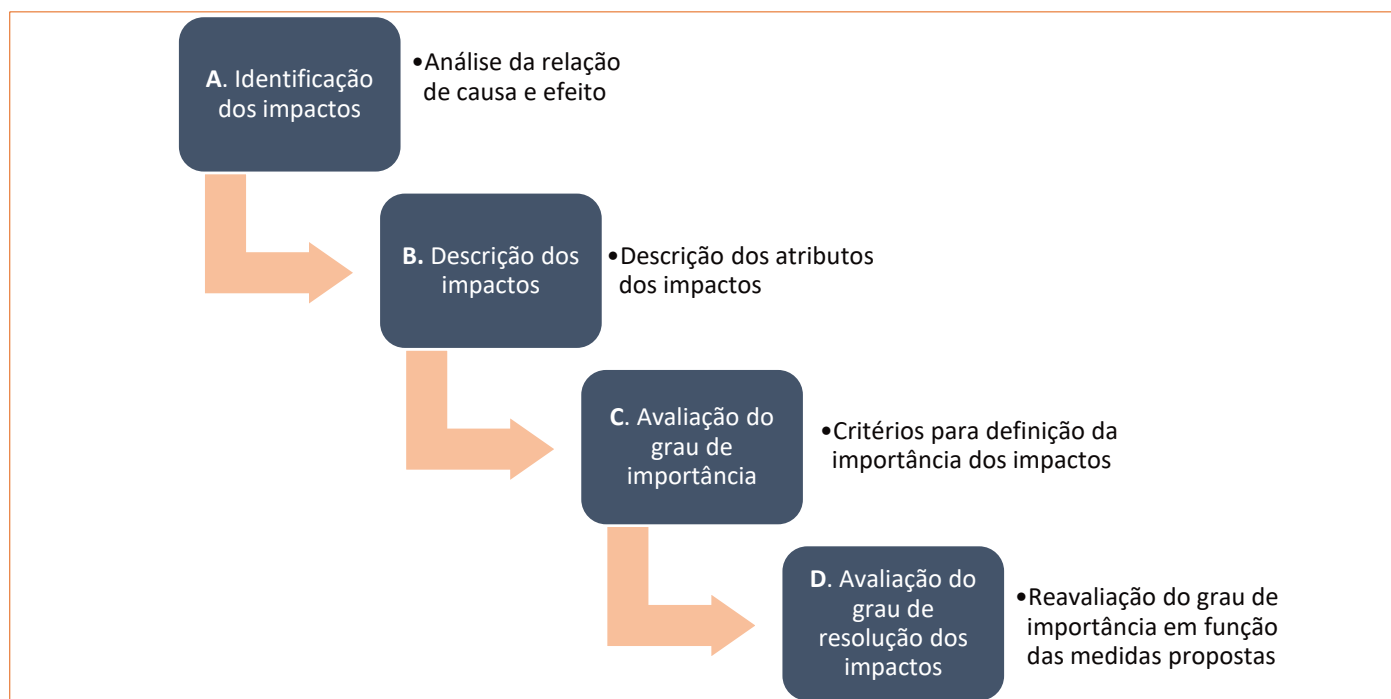 A. Identificação
dos impactos
•Análise da relação
de causa e efeito
B. Descrição dos
impactos
•Descrição dos atributos
dos impactos
C. Avaliação do
grau de
importância
•Critérios para definição da
importância dos impactos
D. Avaliação do
grau de
resolução dos
impactos
•Reavaliação do grau de
importância em função
das medidas propostas